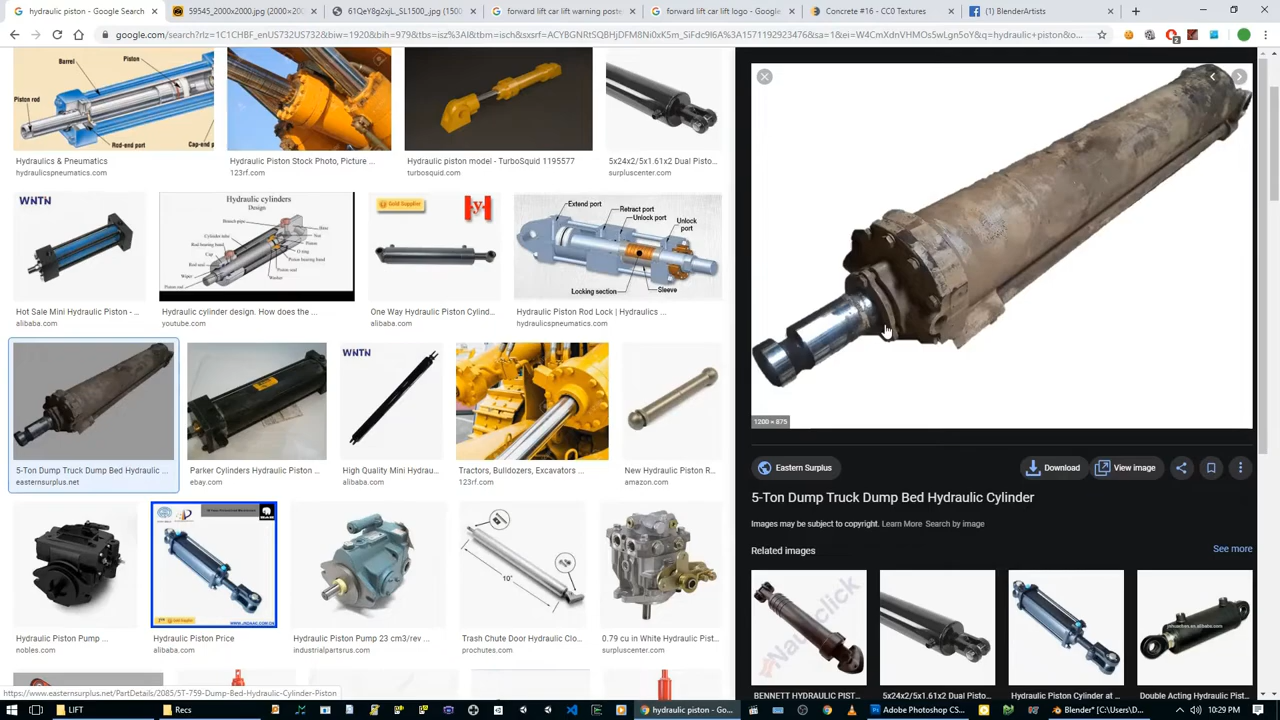 hydraulic piston - Google Search
59545_2000x2000.jpg (2000×
61QeY8g2xjL_SL1500_.jpg (1500
forward lift car lift warning poste
forward lift car lift logo - Google
Concrete #16 - CC0 Textures
(1) BlenderArtists
google.com/search?rlz=1C1CHBF_enUS732US732&biw=1920&bih=979&tbs=isz%3Al&tbm=isch&sxsrf=ACYBGNRtSQBHjDFM8Ni0xK5m_SiFdc9I6A%3A1571192923476&sa=1&ei=W4CmXdnVHMOs5wLgn5oY&q=hydraulic+piston&o...
Barrel
Piston
Piston rod
Rod-end port
Cap-end p
Hydraulics & Pneumatics
hydraulicspneumatics.com
Hydraulic Piston Stock Photo, Picture ...
123rf.com
Hydraulic piston model - TurboSquid 1195577
turbosquid.com
5x24x2/5x1.61x2 Dual Pisto...
surpluscenter.com
WNTN
Hydraulic cylinders
Design
Gold Supplier
Extend port
Retract port
Unlock port
Unlock
port
Locking section
Sleeve
Hot Sale Mini Hydraulic Piston - ...
alibaba.com
Hydraulic cylinder design. How does the ...
youtube.com
One Way Hydraulic Piston Cylind...
alibaba.com
Hydraulic Piston Rod Lock | Hydraulics ...
hydraulicspneumatics.com
WNTN
5-Ton Dump Truck Dump Bed Hydraulic ...
easternsurplus.net
Parker Cylinders Hydraulic Piston ...
ebay.com
High Quality Mini Hydrau...
alibaba.com
Tractors, Bulldozers, Excavators ...
123rf.com
New Hydraulic Piston R...
amazon.com
10"
Hydraulic Piston Pump ...
nobles.com
Hydraulic Piston Price
alibaba.com
Hydraulic Piston Pump 23 cm3/rev ...
industrialpartsrus.com
Trash Chute Door Hydraulic Clo...
prochutes.com
0.79 cu in White Hydraulic Pist...
surpluscenter.com
1200 × 875
Eastern Surplus
Download
View image
5-Ton Dump Truck Dump Bed Hydraulic Cylinder
Images may be subject to copyright. Learn More Search by image
Related images
See more
BENNETT HYDRAULIC PIST...
5x24x2/5x1.61x2 Dual Pisto...
Hydraulic Piston Cylinder at ...
Double Acting Hydraulic Pist...
https://www.easternsurplus.net/PartDetails/2085/5T-759-Dump-Bed-Hydraulic-Cylinder-Piston
LIFT
Recs
hydraulic piston - Go...
Adobe Photoshop CS...
Blender* [C:\Users\D...
10:29 PM